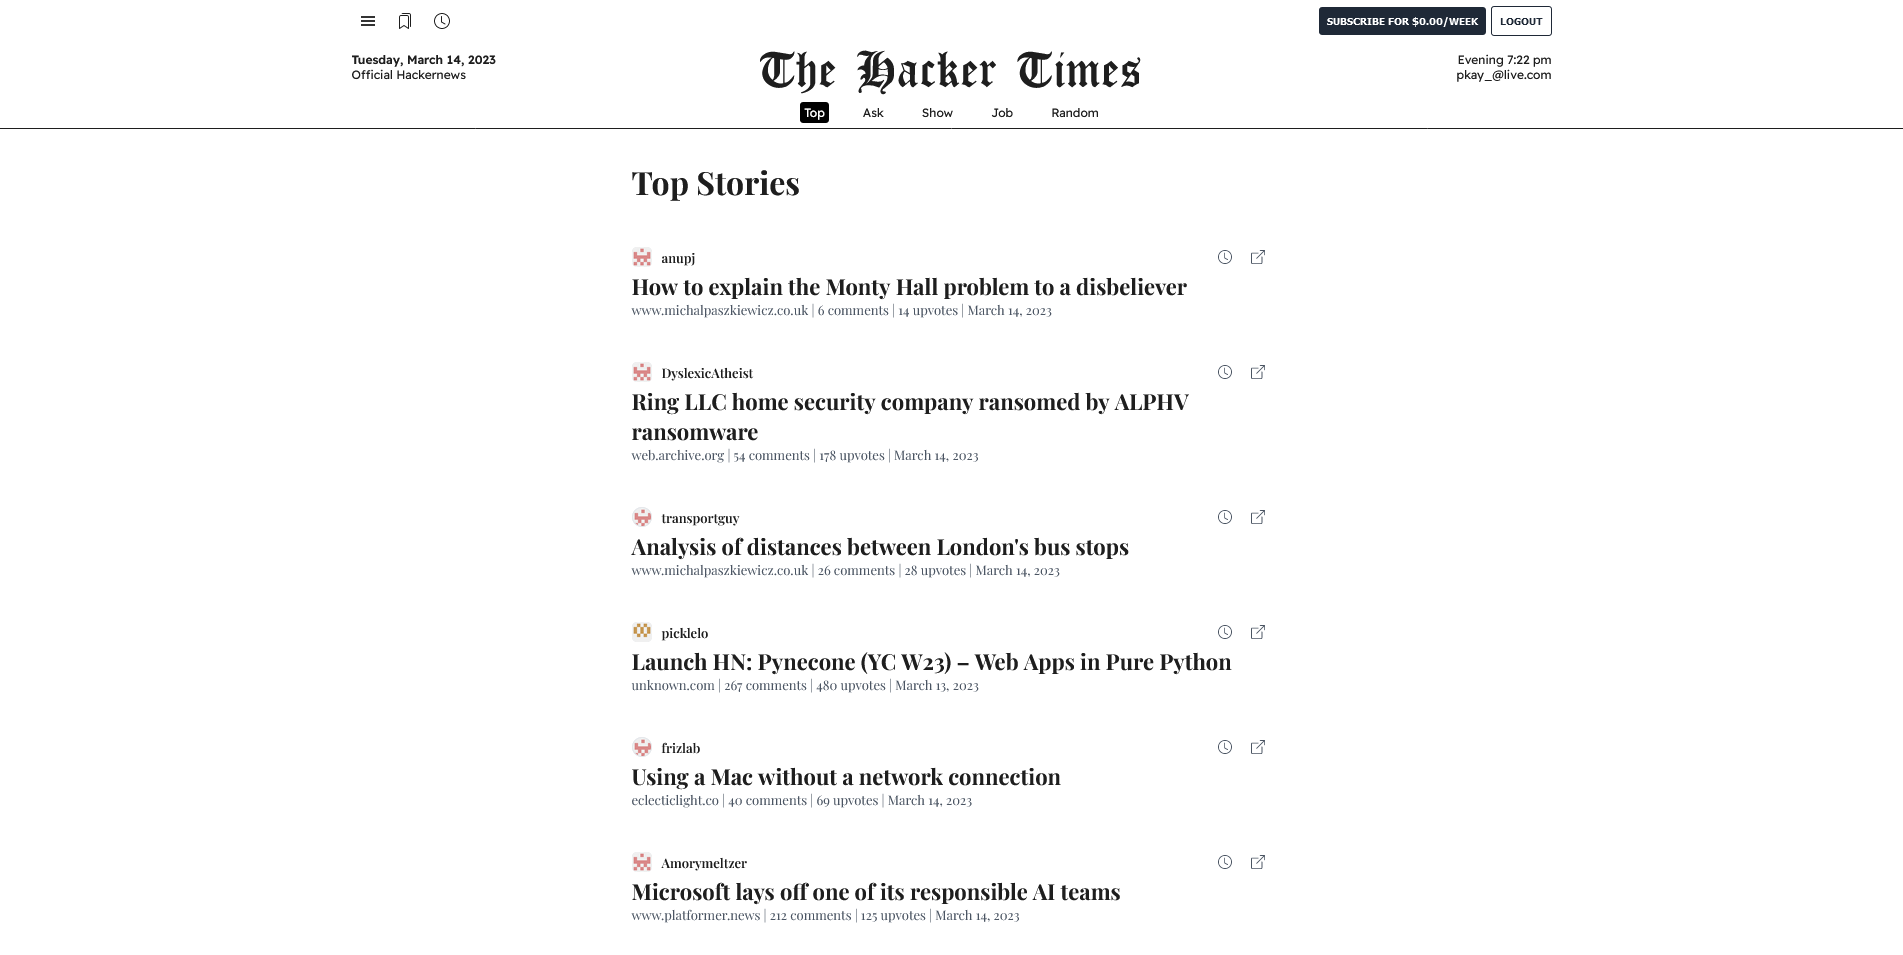 SUBSCRIBE FOR $0.00/WEEK LOGOUT
Tuesday, March 14, 2023
Official Hackernews
The Hacker Times
Evening 7:22 pm
pkay_@live.com
Top Ask Show Job Random
Top Stories
anupj
How to explain the Monty Hall problem to a disbeliever
www.michalpaszkiewicz.co.uk | 6 comments | 14 upvotes | March 14, 2023
DyslexicAtheist
Ring LLC home security company ransomed by ALPHV
ransomware
web.archive.org | 54 comments | 178 upvotes | March 14, 2023
transportguy
Analysis of distances between London's bus stops
www.michalpaszkiewicz.co.uk | 26 comments | 28 upvotes | March 14, 2023
picklelo
Launch HN: Pynecone (YC W23) – Web Apps in Pure Python
unknown.com | 267 comments | 480 upvotes | March 13, 2023
frizlab
Using a Mac without a network connection
eclecticlight.co | 40 comments | 69 upvotes | March 14, 2023
Amorymeltzer
Microsoft lays off one of its responsible AI teams
www.platformer.news | 212 comments | 125 upvotes | March 14, 2023